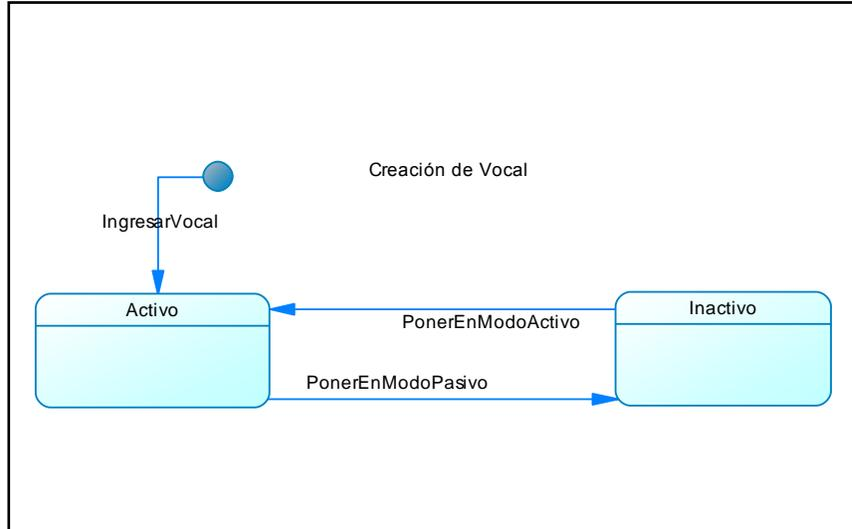 Creación de Vocal
IngresarVocal
Activo
Inactivo
PonerEnModoActivo
PonerEnModoPasivo